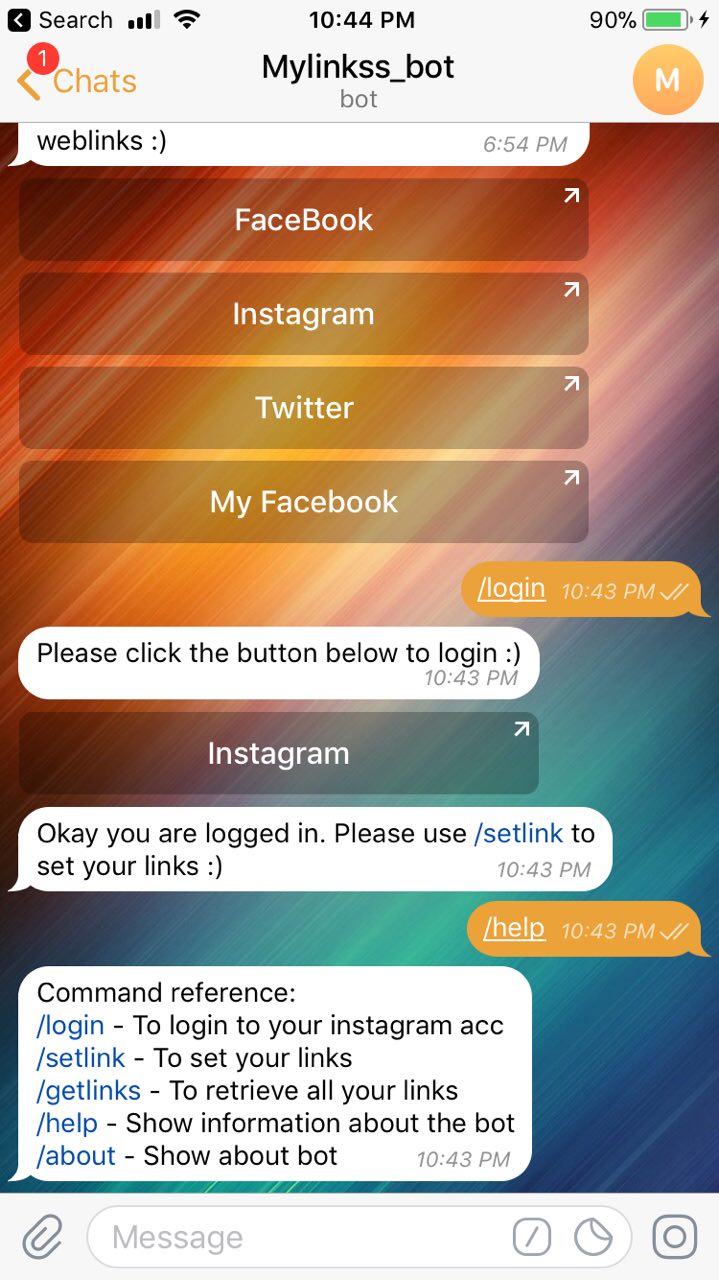 Search 10:44 PM 90%
1
Chats
Mylinkss_bot
bot
M
weblinks :) 6:54 PM
FaceBook
Instagram
Twitter
My Facebook
/login 10:43 PM
Please click the button below to login :)
10:43 PM
Instagram
Okay you are logged in. Please use /setlink to
set your links :) 10:43 PM
/help 10:43 PM
Command reference:
/login - To login to your instagram acc
/setlink - To set your links
/getlinks - To retrieve all your links
/help - Show information about the bot
/about - Show about bot 10:43 PM
Message